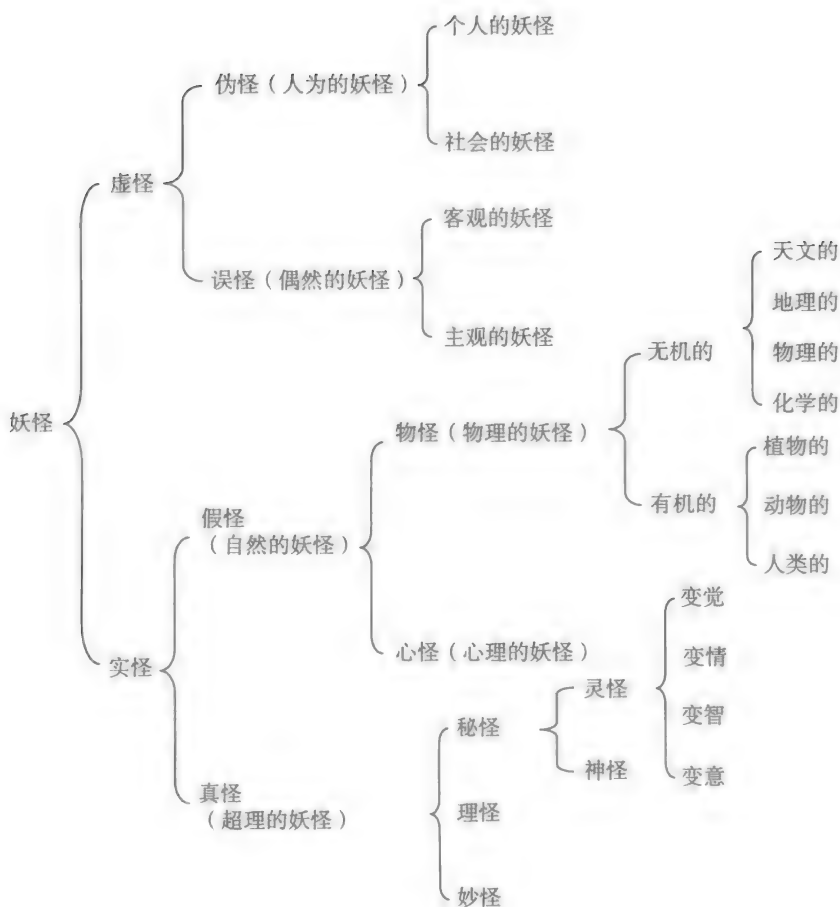 妖怪
虚怪
伪怪（人为的妖怪）
个人的妖怪
社会的妖怪
误怪（偶然的妖怪）
客观的妖怪
主观的妖怪
实怪
假怪
（自然的妖怪）
物怪（物理的妖怪）
无机的
天文的
地理的
物理的
化学的
有机的
植物的
动物的
人类的
心怪（心理的妖怪）
真怪
（超理的妖怪）
秘怪
灵怪
变觉
变情
变智
变意
神怪
理怪
妙怪